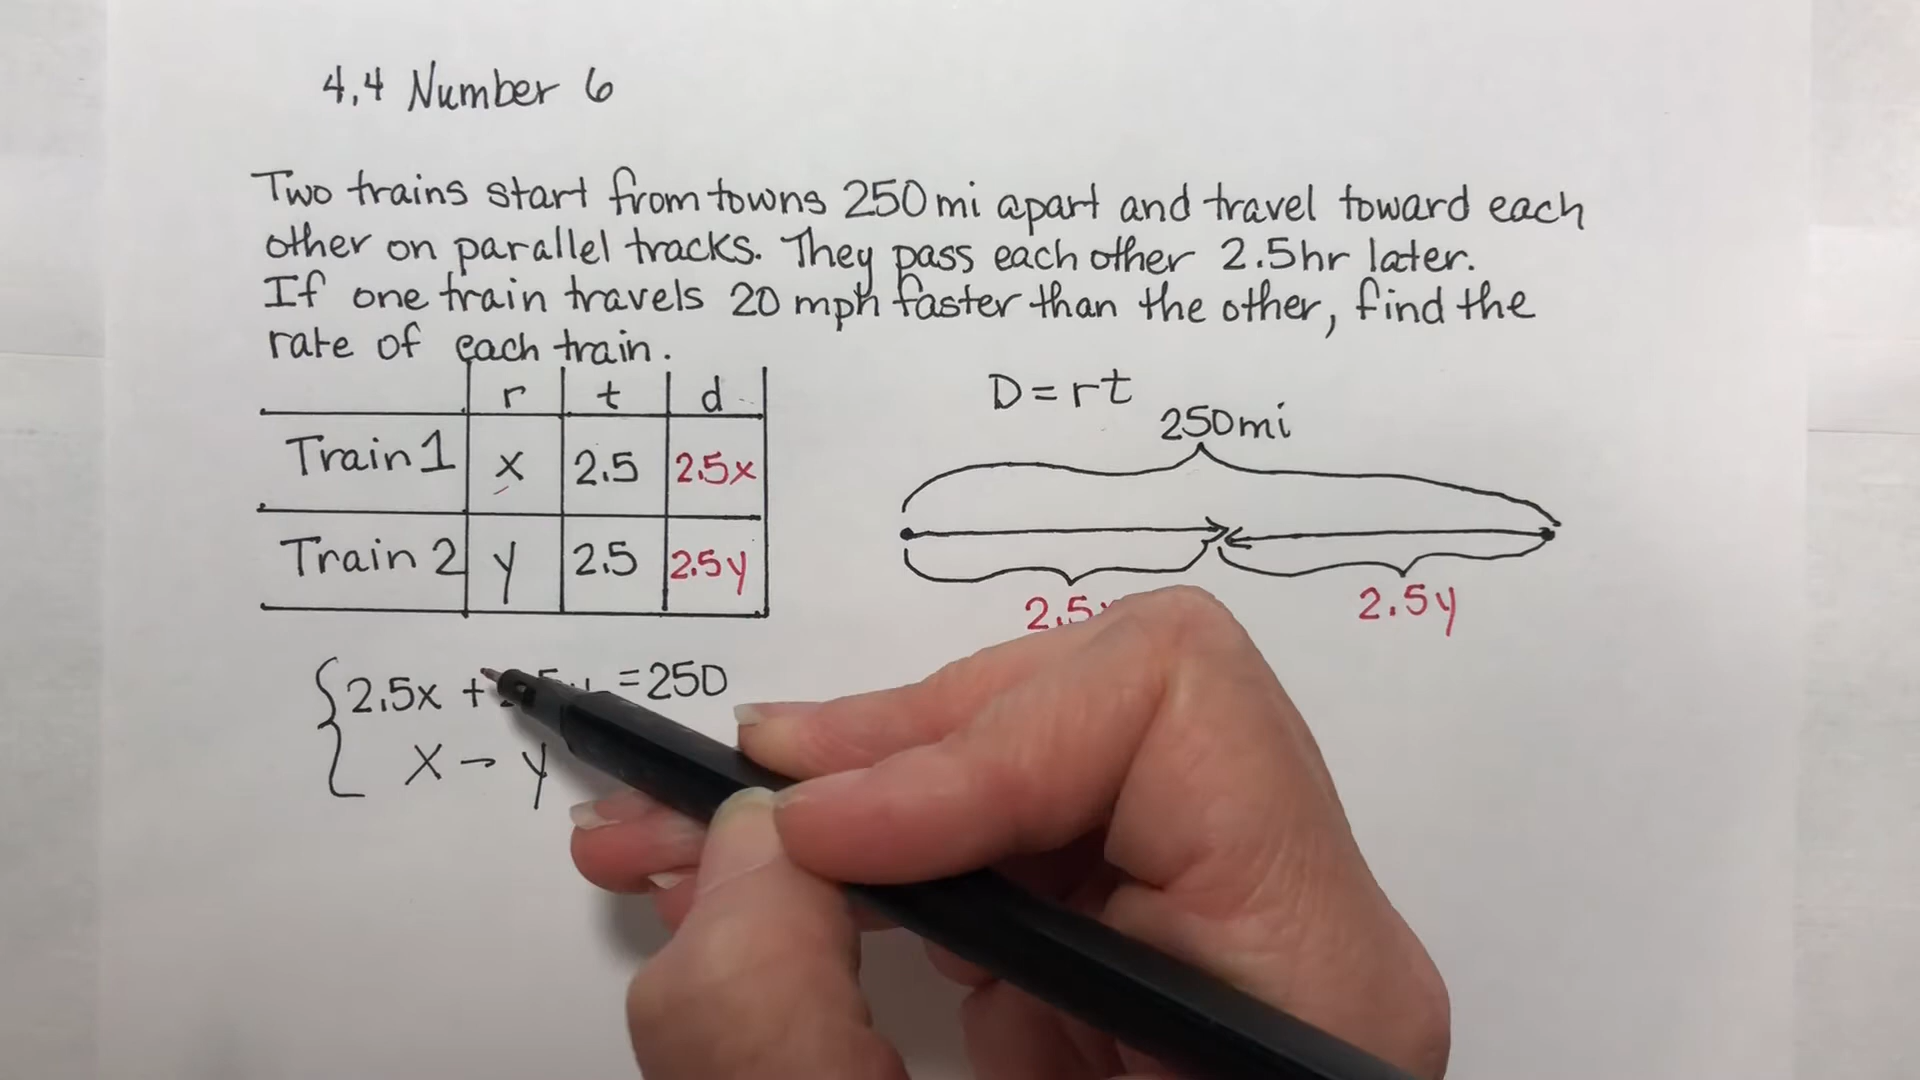 4.4 Number 6
Two trains start from towns 250 mi apart and travel toward each
other on parallel tracks. They pass each other 2.5 hr later.
If one train travels 20 mph faster than the other, find the
rate of each train.
r t d
Train 1 x 2.5 2.5x
Train 2 y 2.5 2.5y
D = rt
250 mi
2.5
2.5y
2.5x + = 250
x - y